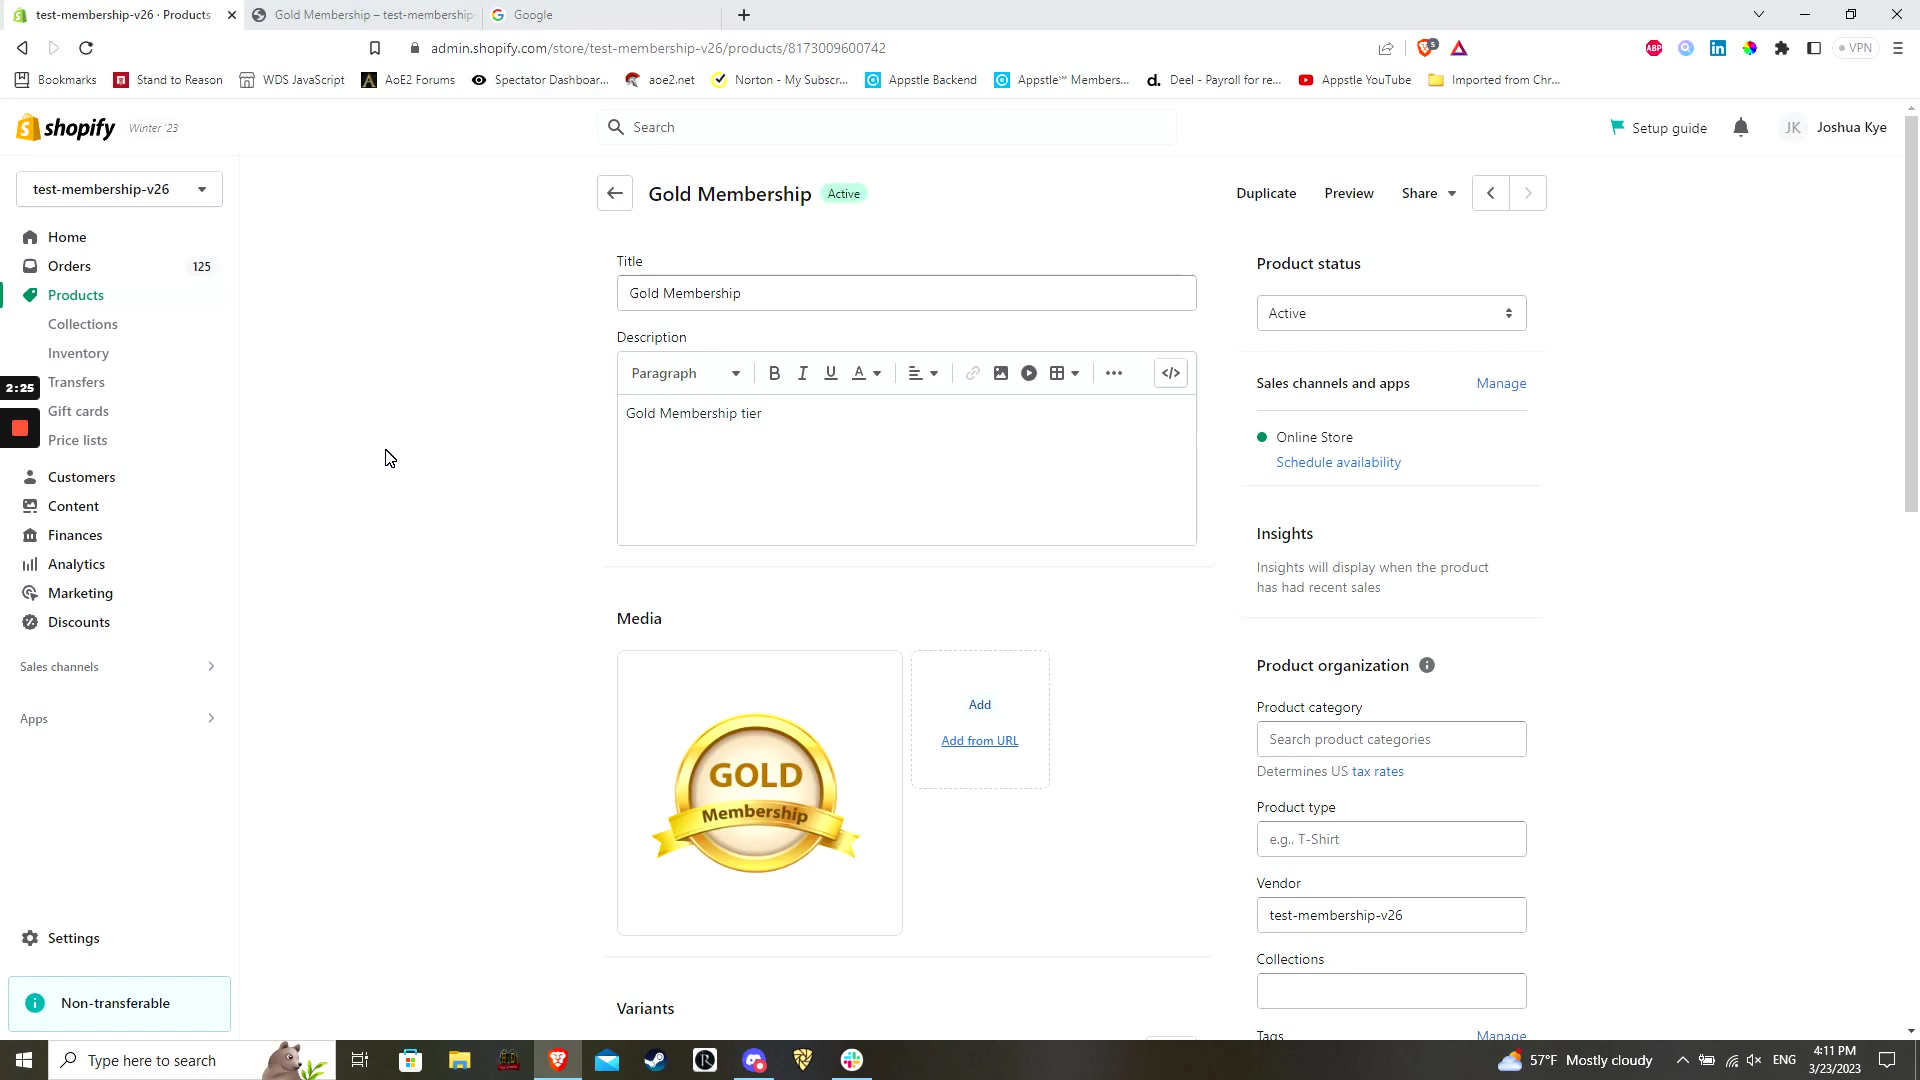 test-membership-v26 · Products
Gold Membership – test-membership
Google
admin.shopify.com/store/test-membership-v26/products/8173009600742
5
ABP
VPN
Bookmarks
Stand to Reason
WDS JavaScript
AoE2 Forums
Spectator Dashboar...
aoe2.net
Norton - My Subscr...
Appstle Backend
Appstle℠ Members...
Deel - Payroll for re...
Appstle YouTube
Imported from Chr...
shopify
Winter '23
Search
Setup guide
JK
Joshua Kye
test-membership-v26
Home
Orders
125
Products
Collections
Inventory
Transfers
Gift cards
Price lists
2:25
Customers
Content
Finances
Analytics
Marketing
Discounts
Sales channels
Apps
Settings
Non-transferable
Gold Membership
Active
Duplicate
Preview
Share
Title
Gold Membership
Description
Paragraph
B I U A
</>
Gold Membership tier
Media
GOLD
Membership
Add
Add from URL
Variants
Product status
Active
Sales channels and apps
Manage
Online Store
Schedule availability
Insights
Insights will display when the product
has had recent sales
Product organization
Product category
Search product categories
Determines US tax rates
Product type
e.g., T-Shirt
Vendor
test-membership-v26
Collections
Tags
Manage
Type here to search
57°F Mostly cloudy
ENG
4:11 PM
3/23/2023